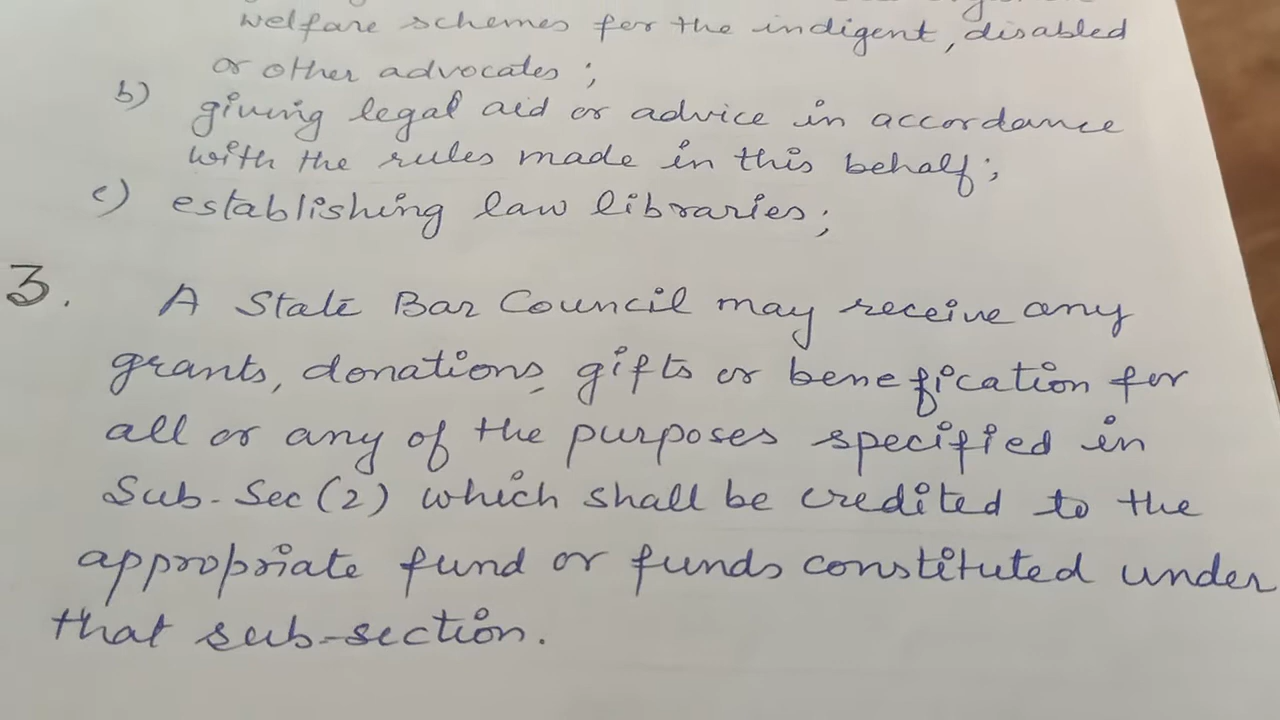 welfare schemes for the indigent, disabled
or other advocates;
b) giving legal aid or advice in accordance
with the rules made in this behalf;
c) establishing law libraries;
3. A State Bar Council may receive any
grants, donations, gifts or benefication for
all or any of the purposes specified in
Sub-Sec (2) which shall be credited to the
appropriate fund or funds constituted under
that sub-section.